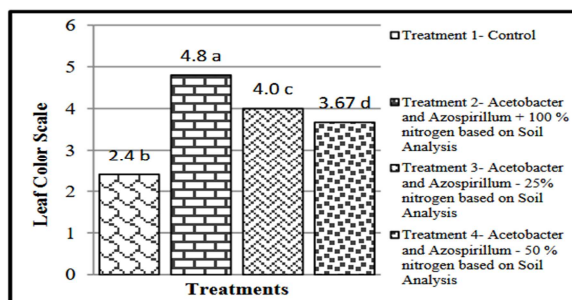 6
5
4
3
2
1
0
Leaf Color Scale
2.4 b
4.8 a
4.0 c
3.67 d
Treatments
Treatment 1- Control
Treatment 2- Acetobacter
and Azospirillum + 100 %
nitrogen based on Soil
Analysis
Treatment 3- Acetobacter
and Azospirillum - 25%
nitrogen based on Soil
Analysis
Treatment 4- Acetobacter
and Azospirillum - 50 %
nitrogen based on Soil
Analysis